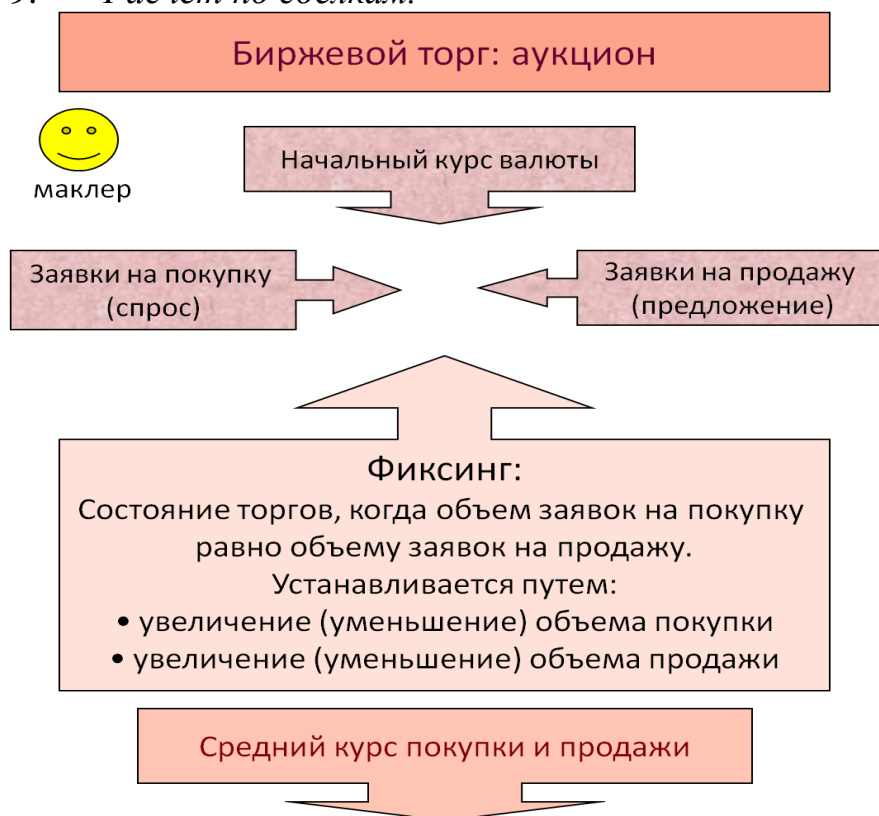 Биржевой торг: аукцион
Начальный курс валюты
маклер
Заявки на покупку
(спрос)
Заявки на продажу
(предложение)
Фиксинг:
Состояние торгов, когда объем заявок на покупку
равно объему заявок на продажу.
Устанавливается путем:
• увеличение (уменьшение) объема покупки
• увеличение (уменьшение) объема продажи
Средний курс покупки и продажи